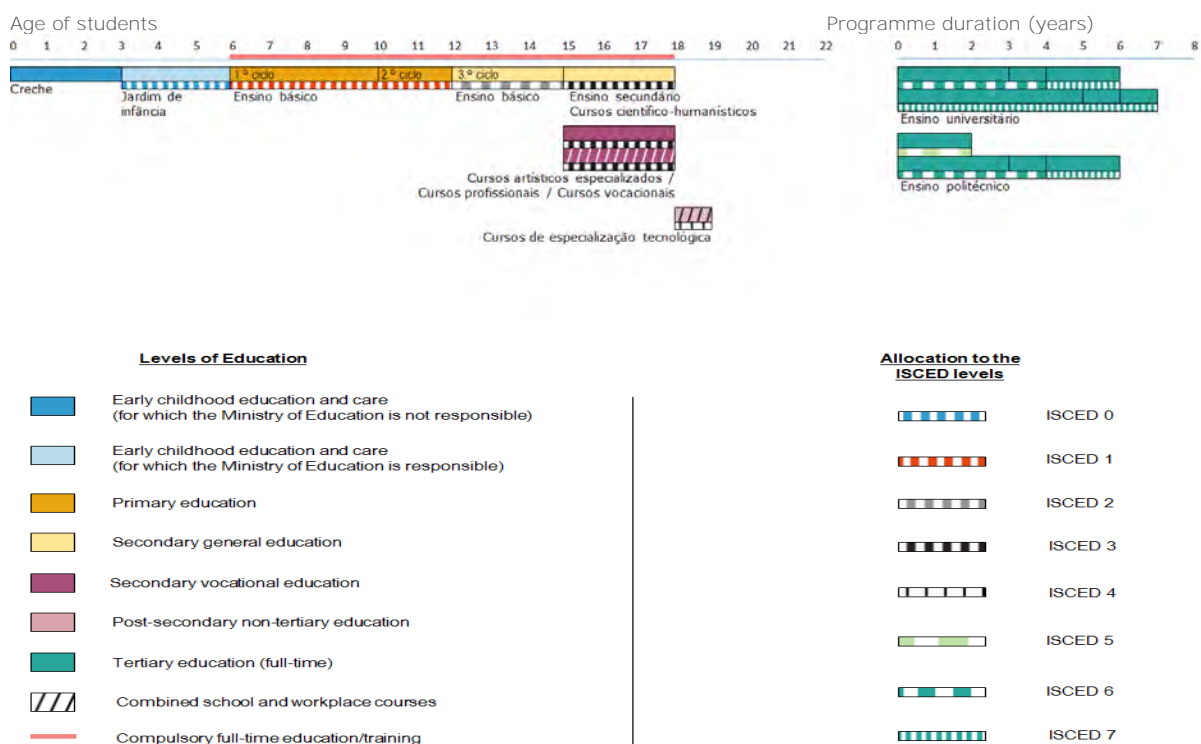 Age of students
Programme duration (years)
0 1 2 3 4 5 6 7 8 9 10 11 12 13 14 15 16 17 18 19 20 21 22
0 1 2 3 4 5 6 7 8
1.º ciclo 2.º ciclo 3.º ciclo
Creche
Jardim de
infância
Ensino básico
Ensino básico
Ensino secundário
Cursos científico-humanísticos
Cursos artísticos especializados /
Cursos profissionais / Cursos vocacionais
Cursos de especialização tecnológica
Ensino universitário
Ensino politécnico
Levels of Education
Early childhood education and care
(for which the Ministry of Education is not responsible)
Early childhood education and care
(for which the Ministry of Education is responsible)
Primary education
Secondary general education
Secondary vocational education
Post-secondary non-tertiary education
Tertiary education (full-time)
Combined school and workplace courses
Compulsory full-time education/training
Allocation to the
ISCED levels
ISCED 0
ISCED 1
ISCED 2
ISCED 3
ISCED 4
ISCED 5
ISCED 6
ISCED 7